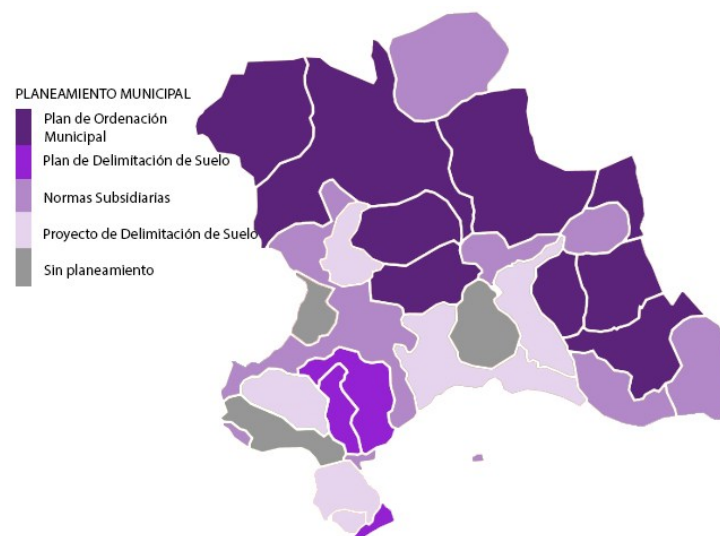 PLANEAMIENTO MUNICIPAL
Plan de Ordenación
Municipal
Plan de Delimitación de Suelo
Normas Subsidiarias
Proyecto de Delimitación de Suelo
Sin planeamiento